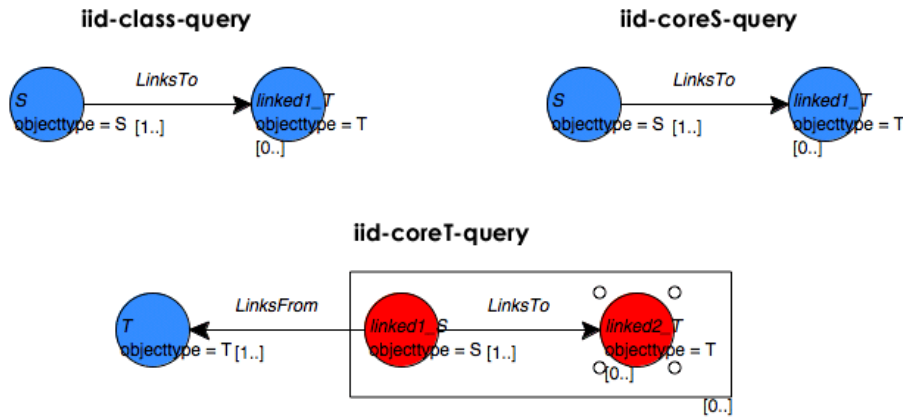 iid-class-query
iid-coreS-query
LinksTo
LinksTo
S
linked1_T
S
linked1_T
objecttype = S [1..]
objecttype = T
objecttype = S [1..]
objecttype = T
[0..]
[0..]
iid-coreT-query
LinksFrom
LinksTo
T
linked1_S
linked2_T
objecttype = T [1..]
objecttype = S [1..]
objecttype = T
[0..]
[0..]